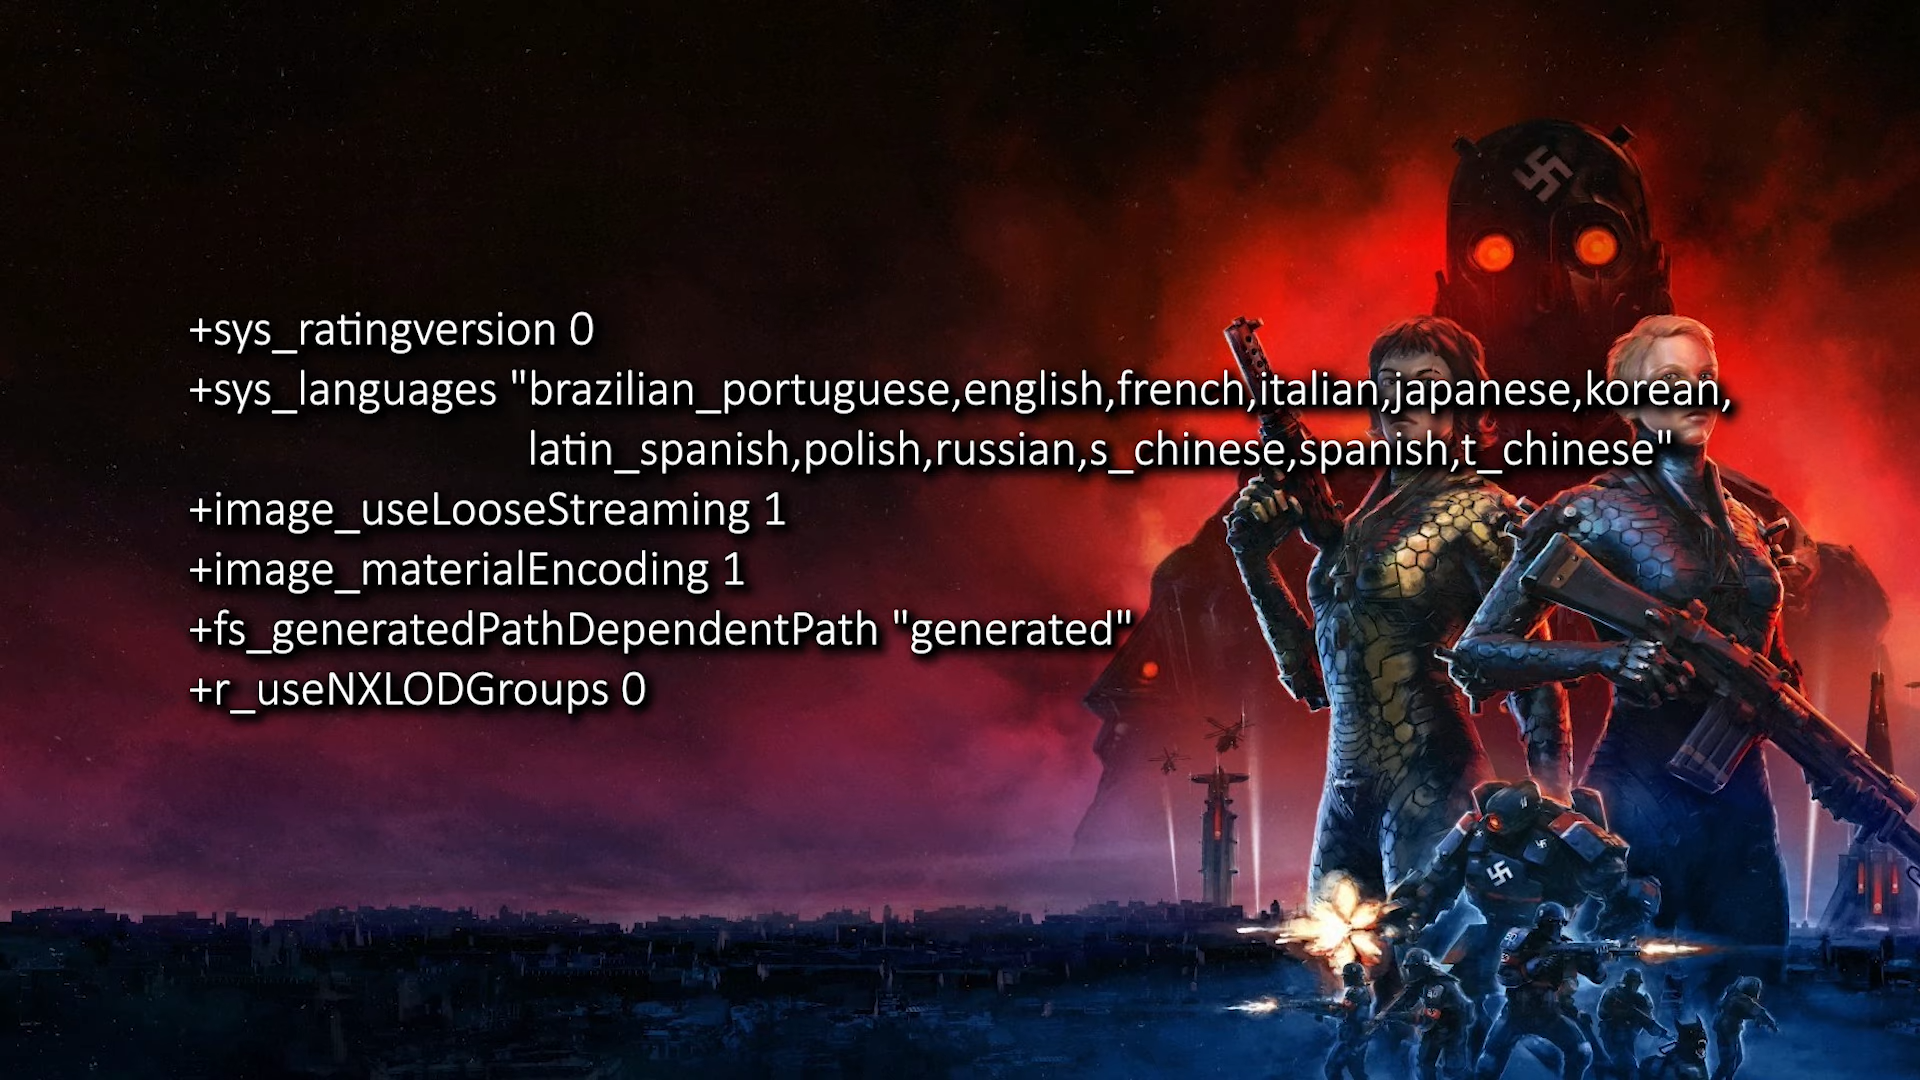 +sys_ratingversion 0
+sys_languages "brazilian_portuguese,english,french,italian,japanese,korean,
latin_spanish,polish,russian,s_chinese,spanish,t_chinese"
+image_useLooseStreaming 1
+image_materialEncoding 1
+fs_generatedPathDependentPath "generated"
+r_useNXLODGroups 0